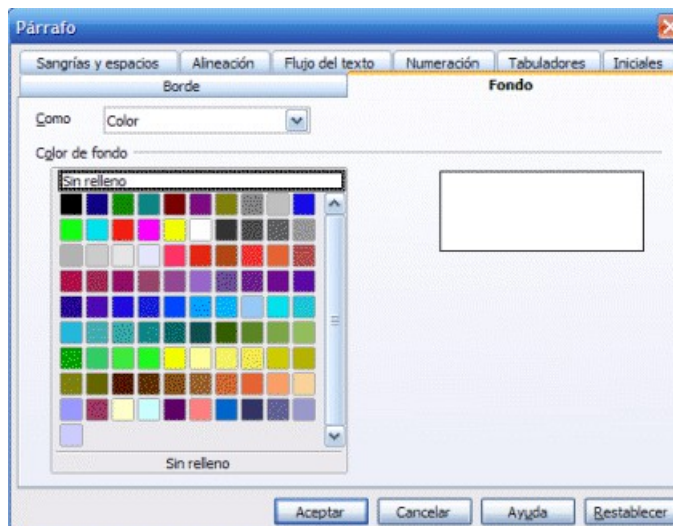 Párrafo
Sangrías y espacios Alineación Flujo del texto Numeración Tabuladores Iniciales
Borde Fondo
Como Color
Color de fondo
Sin relleno
Sin relleno
Aceptar Cancelar Ayuda Restablecer